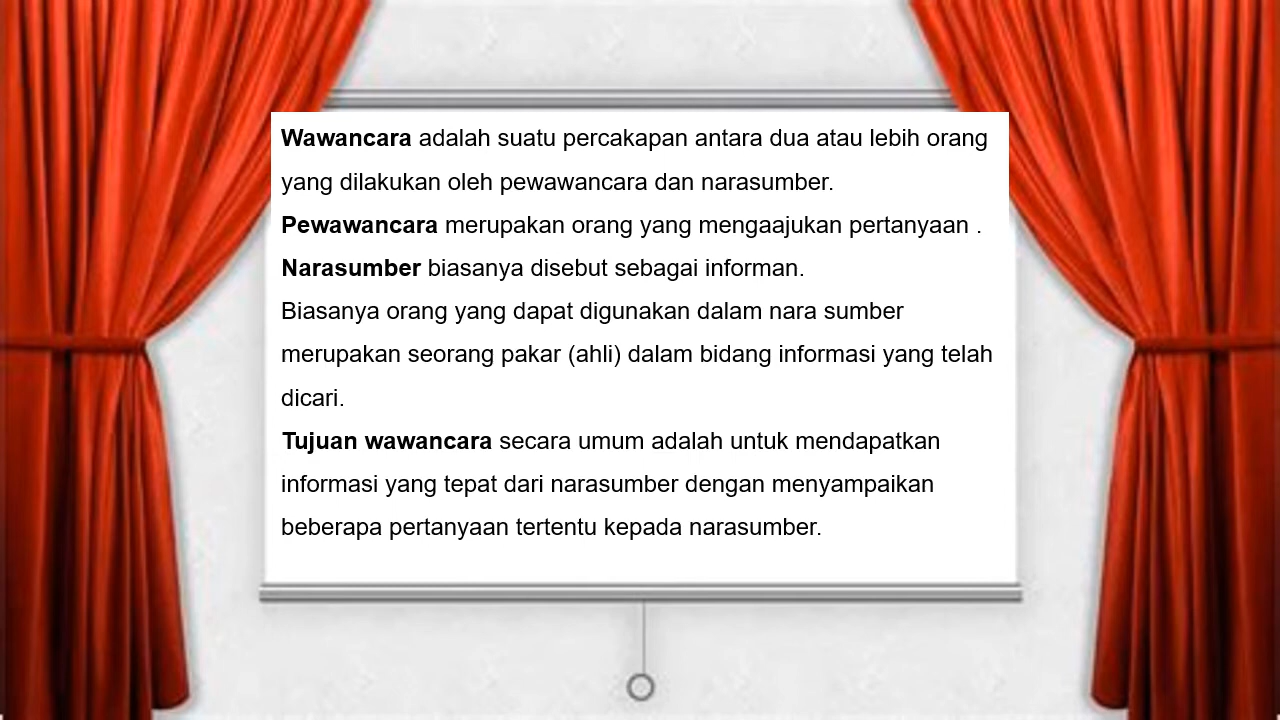 Wawancara adalah suatu percakapan antara dua atau lebih orang
yang dilakukan oleh pewawancara dan narasumber.
Pewawancara merupakan orang yang mengaajukan pertanyaan .
Narasumber biasanya disebut sebagai informan.
Biasanya orang yang dapat digunakan dalam nara sumber
merupakan seorang pakar (ahli) dalam bidang informasi yang telah
dicari.
Tujuan wawancara secara umum adalah untuk mendapatkan
informasi yang tepat dari narasumber dengan menyampaikan
beberapa pertanyaan tertentu kepada narasumber.